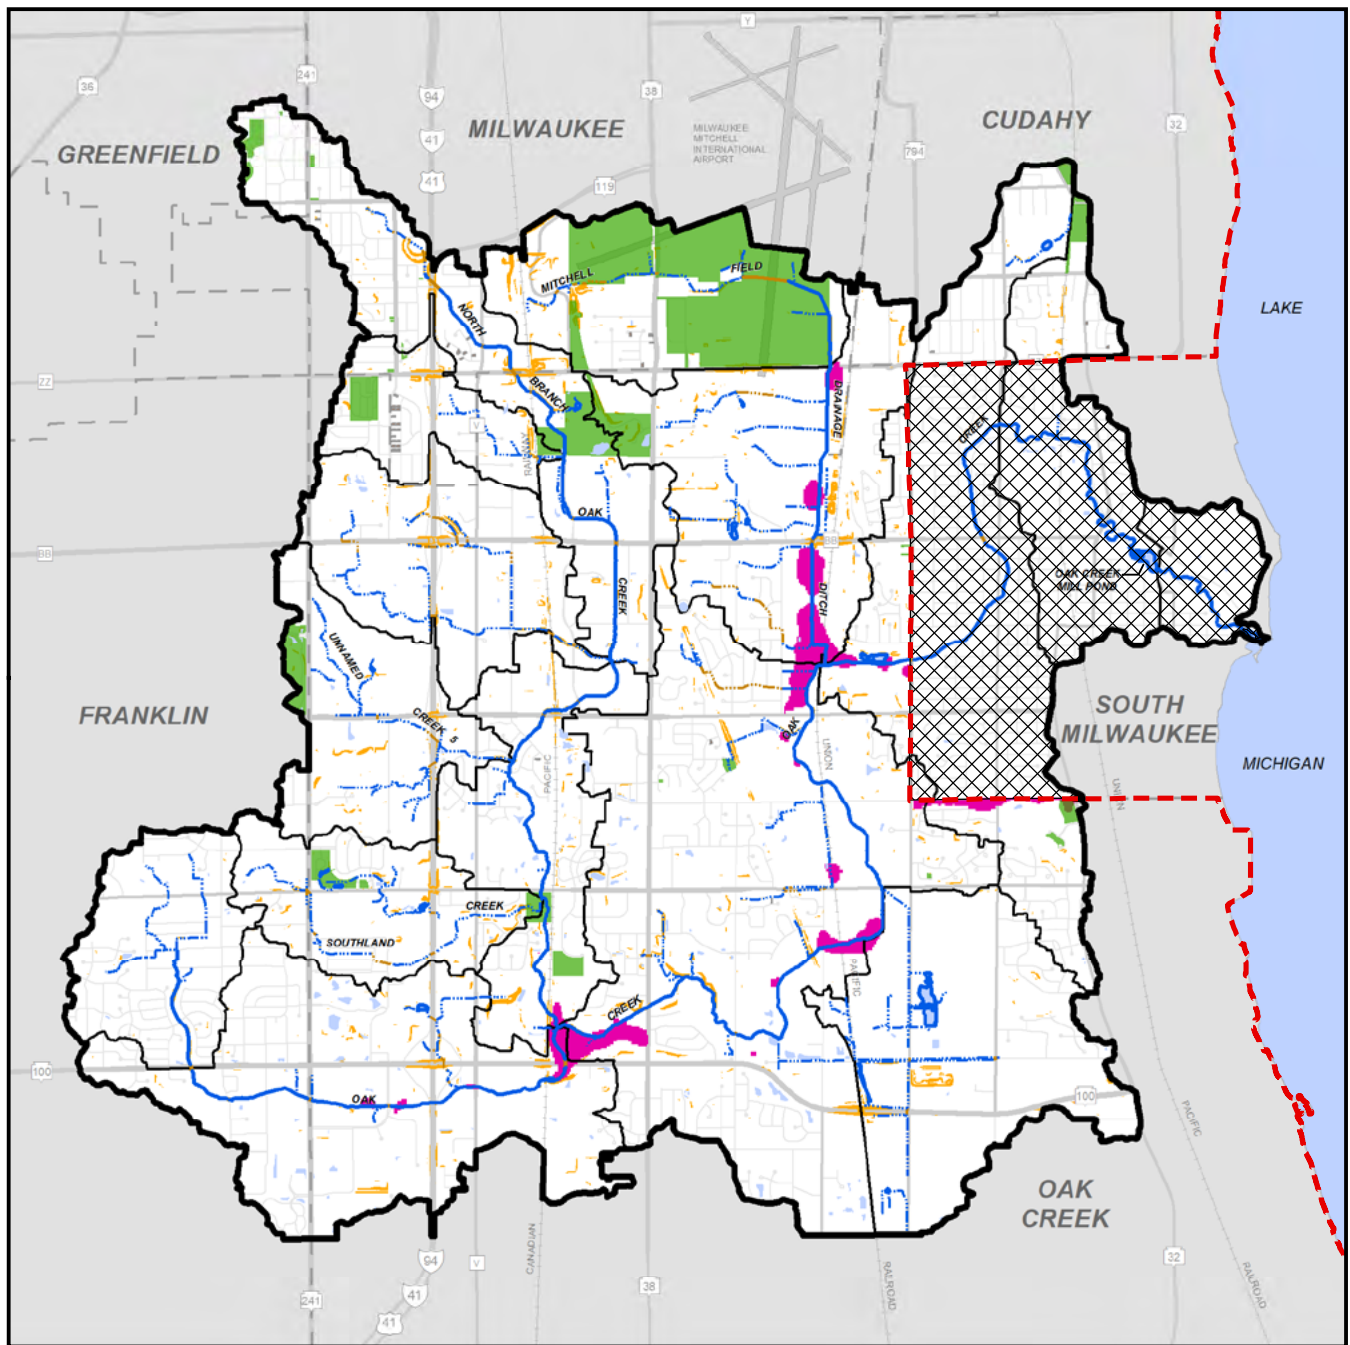 Y
36
241
94
38
41
41
MILWAUKEE
MILWAUKEE
MITCHELL
INTERNATIONAL
AIRPORT
CUDAHY
32
794
GREENFIELD
119
MITCHELL
FIELD
NORTH
LAKE
ZZ
BRANCH
DRAINAGE
V
RAILWAY
CREEK
OAK
BB
BB
OAK CREEK
MILL POND
CREEK
DITCH
UNNAMED
FRANKLIN
CREEK 5
OAK
UNION
SOUTH
MILWAUKEE
MICHIGAN
PACIFIC
UNION
CREEK
SOUTHLAND
PACIFIC
CREEK
100
OAK
100
PACIFIC
OAK
CREEK
CANADIAN
94
V
41
241
41
38
RAILROAD
32
RAILROAD